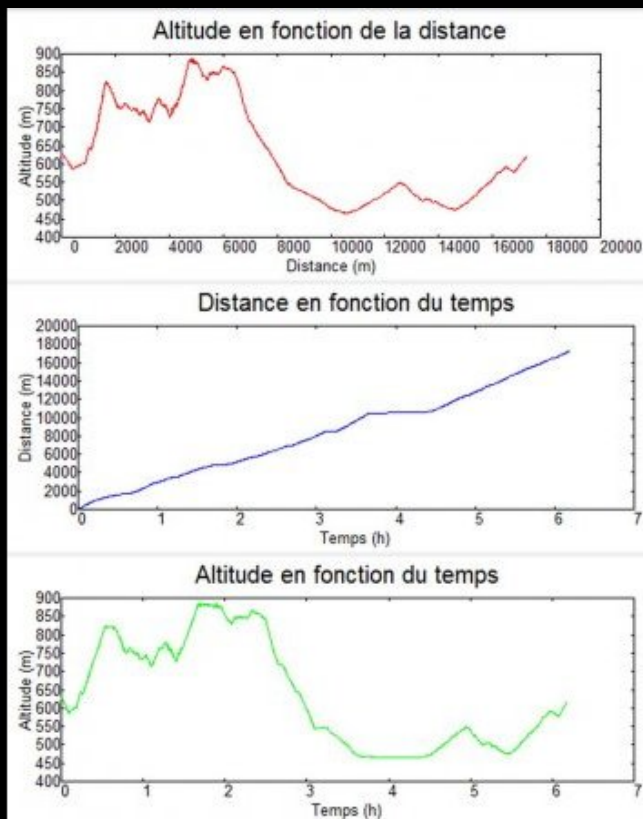 Altitude en fonction de la distance
Altitude (m)
900
850
800
750
700
650
600
550
500
450
400
0 2000 4000 6000 8000 10000 12000 14000 16000 18000 20000
Distance (m)
Distance en fonction du temps
Distance (m)
20000
18000
16000
14000
12000
10000
8000
6000
4000
2000
0
0 1 2 3 4 5 6 7
Temps (h)
Altitude en fonction du temps
Altitude (m)
900
850
800
750
700
650
600
550
500
450
400
0 1 2 3 4 5 6 7
Temps (h)